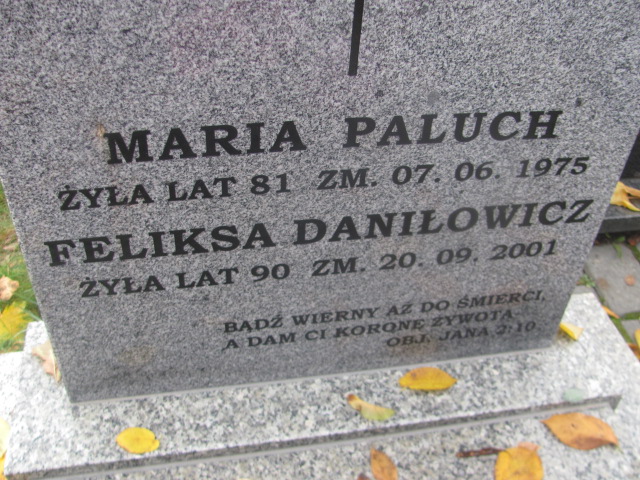 MARIA PALUCH
ŻYŁA LAT 81 ZM. 07. 06. 1975
FELIKSA DANIŁOWICZ
ŻYŁA LAT 90 ZM. 20. 09. 2001
BĄDŹ WIERNY AŻ DO ŚMIERCI,
A DAM CI KORONĘ ŻYWOTA
OBJ. JANA 2:10